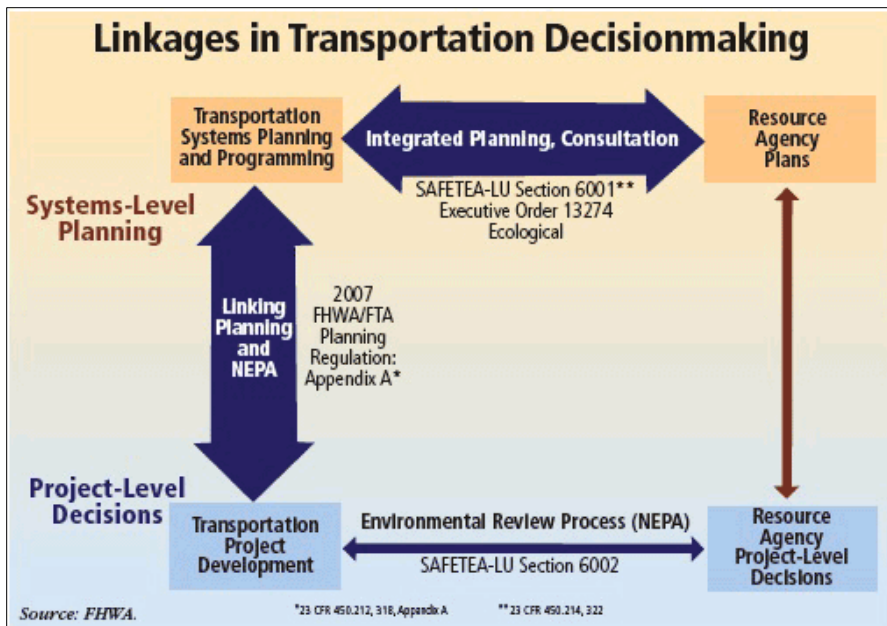 Linkages in Transportation Decisionmaking
Transportation
Systems Planning
and Programming
Integrated Planning, Consultation
Resource
Agency
Plans
SAFETEA-LU Section 6001**
Executive Order 13274
Ecological
Systems-Level
Planning
Linking
Planning
and
NEPA
2007
FHWA/FTA
Planning
Regulation:
Appendix A*
Project-Level
Decisions
Transportation
Project
Development
Environmental Review Process (NEPA)
SAFETEA-LU Section 6002
Resource
Agency
Project-Level
Decisions
Source: FHWA.
*23 CFR 450.212, 318, Appendix A
**23 CFR 450.214, 322